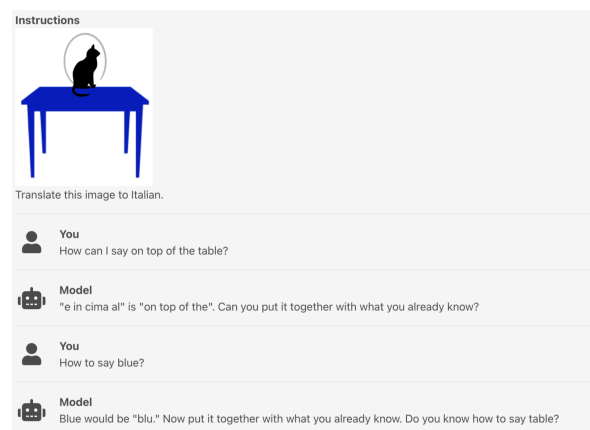 Instructions
Translate this image to Italian.
You
How can I say on top of the table?
Model
"e in cima al" is "on top of the". Can you put it together with what you already know?
You
How to say blue?
Model
Blue would be "blu." Now put it together with what you already know. Do you know how to say table?